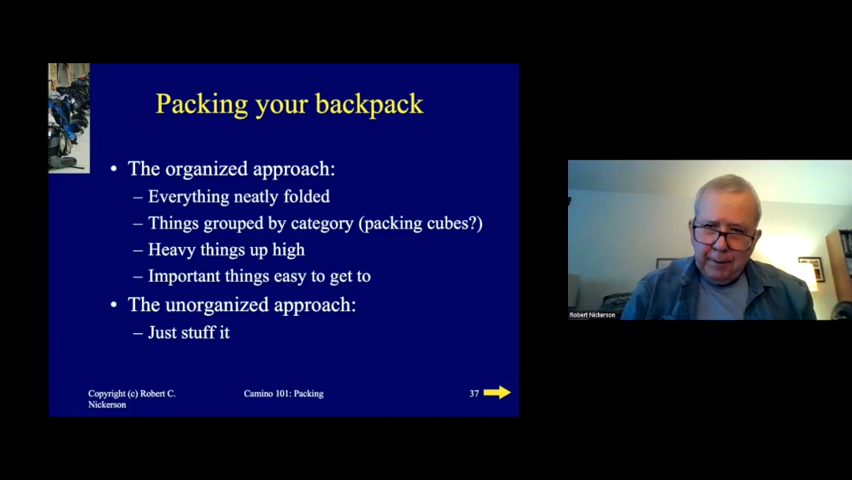 Packing your backpack
• The organized approach:
– Everything neatly folded
– Things grouped by category (packing cubes?)
– Heavy things up high
– Important things easy to get to
• The unorganized approach:
– Just stuff it
Copyright (c) Robert C.
Nickerson
Camino 101: Packing
37
Robert Nickerson